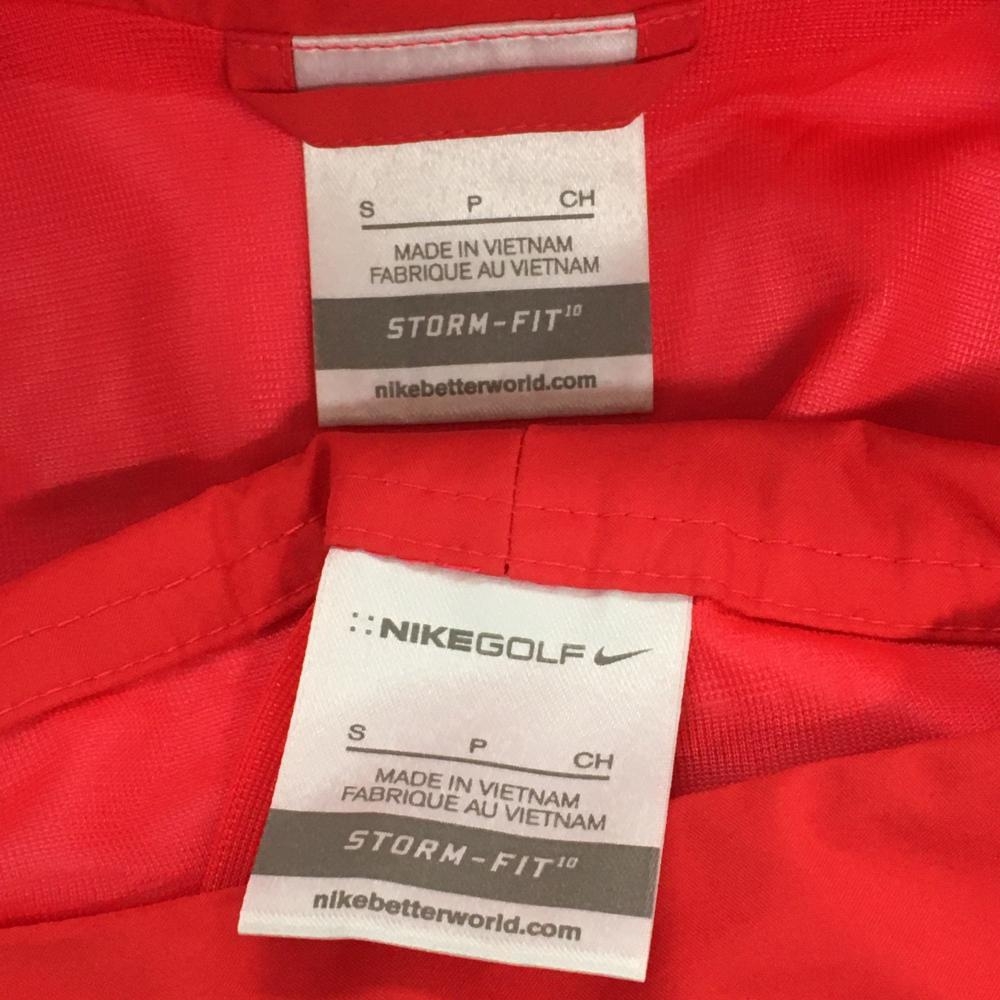 S P CH
MADE IN VIETNAM
FABRIQUE AU VIETNAM
STORM-FIT10
nikebetterworld.com
NIKEGOLF
S P CH
MADE IN VIETNAM
FABRIQUE AU VIETNAM
STORM-FIT10
nikebetterworld.com